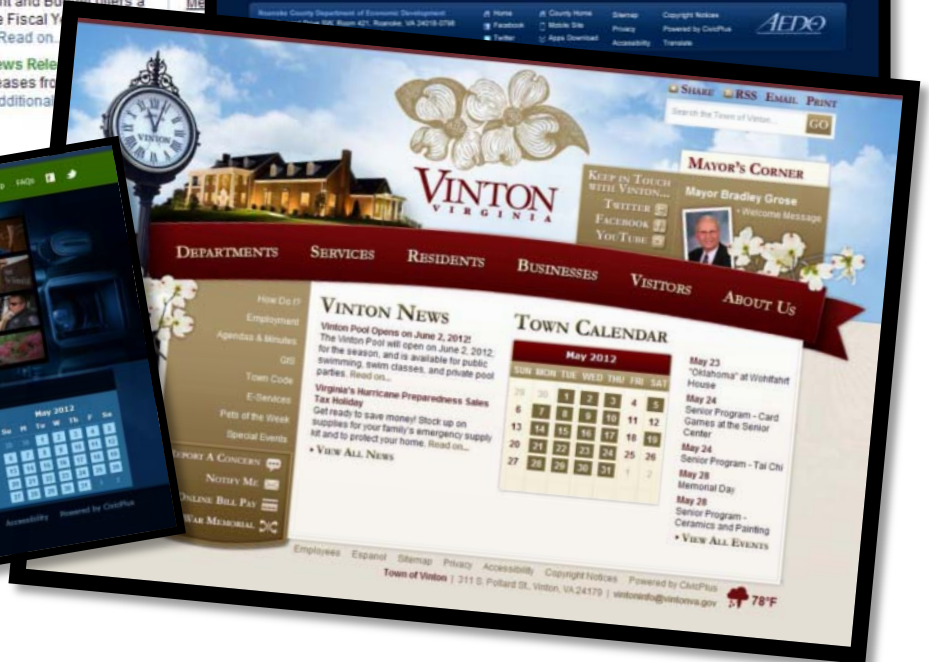 e Fiscal Y
Read on..
ws Rele
eases fro
dditional
Roanoke County Department of Economic Development
SW, Room 421, Roanoke, VA 24018-0798
Home
Facebook
Twitter
County Home
Mobile Site
Apps Download
Sitemap
Privacy
Accessibility
Copyright Notices
Powered by CivicPlus
Translate
AEDO
SHARE RSS EMAIL PRINT
Search the Town of Vinton...
GO
VINTON
VINTON
VIRGINIA
KEEP IN TOUCH
WITH VINTON...
TWITTER
FACEBOOK
YOUTUBE
MAYOR'S CORNER
Mayor Bradley Grose
• Welcome Message
DEPARTMENTS SERVICES RESIDENTS BUSINESSES VISITORS ABOUT US
How Do I?
Employment
Agendas & Minutes
GIS
Town Code
E-Services
Pets of the Week
Special Events
REPORT A CONCERN
NOTIFY ME
ONLINE BILL PAY
WAR MEMORIAL
VINTON NEWS
Vinton Pool Opens on June 2, 2012!
The Vinton Pool will open on June 2, 2012,
for the season, and is available for public
swimming, swim classes, and private pool
parties. Read on...
Virginia's Hurricane Preparedness Sales
Tax Holiday
Get ready to save money! Stock up on
supplies for your family's emergency supply
kit and to protect your home. Read on...
• VIEW ALL NEWS
TOWN CALENDAR
May 2012
SUN MON TUE WED THU FRI SAT
29 30 1 2 3 4 5
6 7 8 9 10 11 12
13 14 15 16 17 18 19
20 21 22 23 24 25 26
27 28 29 30 31 1 2
May 23
"Oklahoma" at Wohlfahrt
House
May 24
Senior Program - Card
Games at the Senior
Center
May 24
Senior Program - Tai Chi
May 28
Memorial Day
May 28
Senior Program -
Ceramics and Painting
• VIEW ALL EVENTS
Employees Espanol Sitemap Privacy Accessibility Copyright Notices Powered by CivicPlus
Town of Vinton | 311 S. Pollard St., Vinton, VA 24179 | vintoninfo@vintonva.gov
78°F
FAQs
May 2012
Su M Tu W Th F Sa
Accessibility Powered by CivicPlus